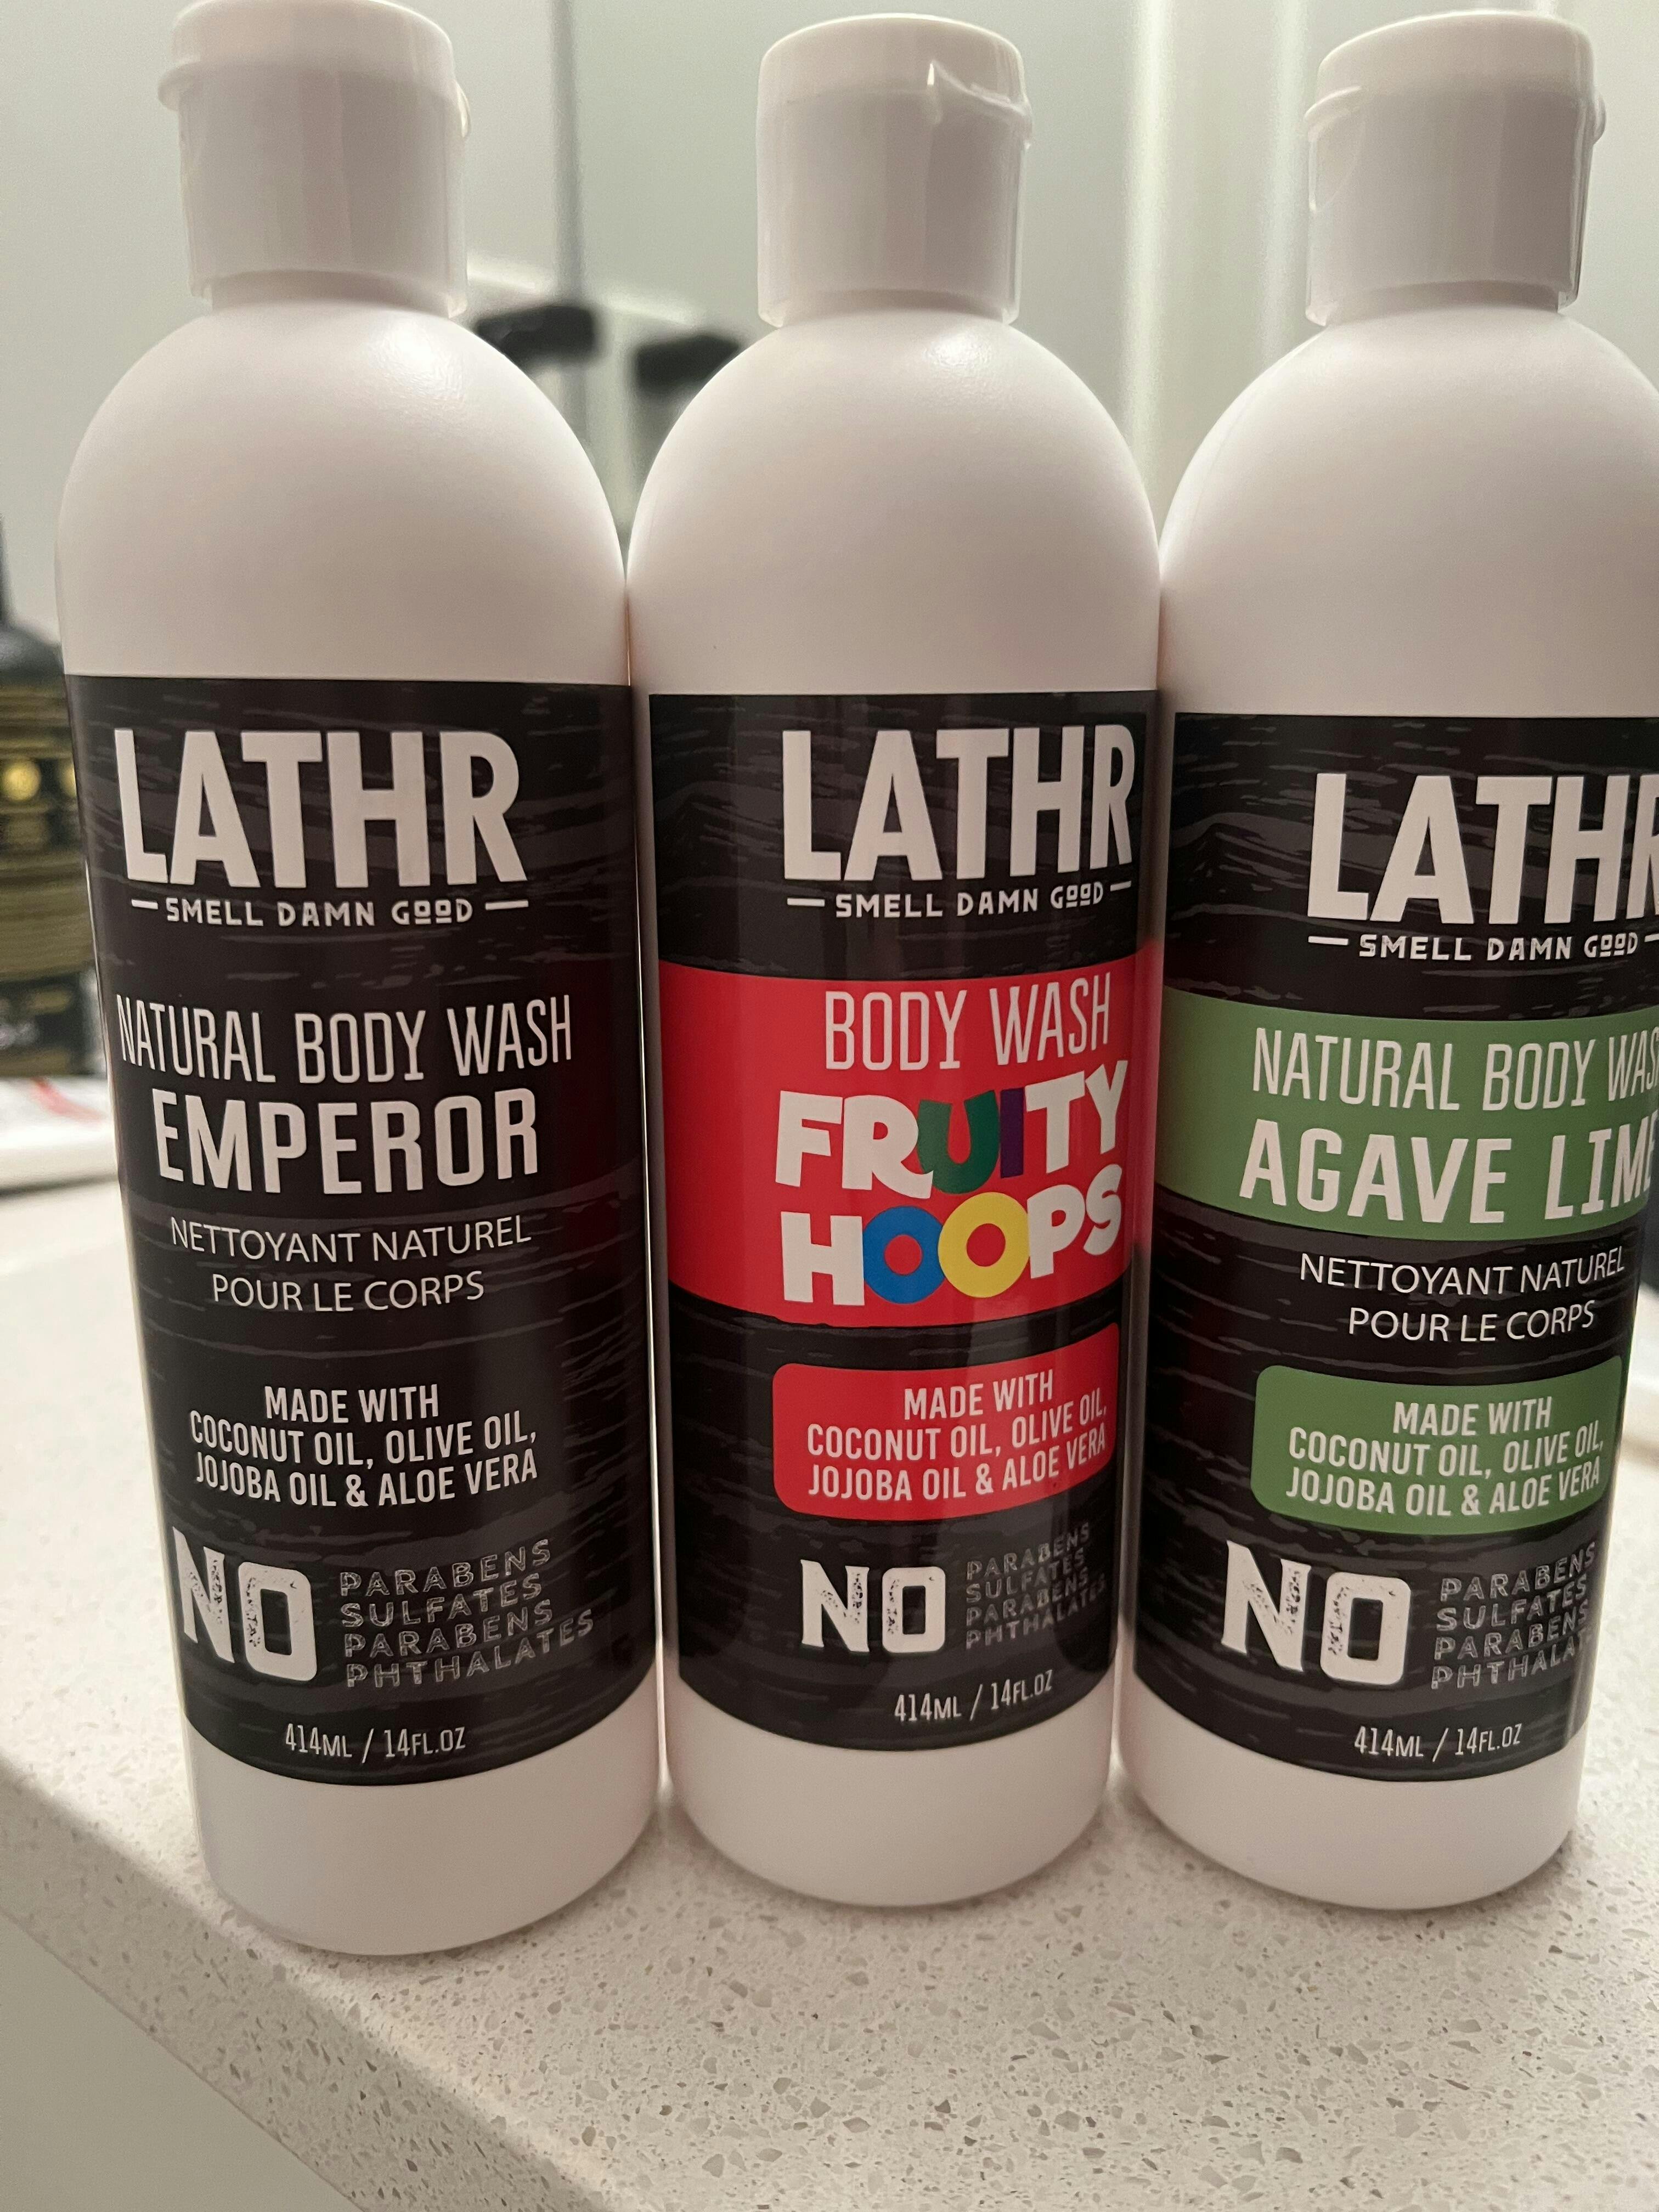 LATHR
SMELL DAMN GOOD
NATURAL BODY WASH
EMPEROR
NETTOYANT NATUREL
POUR LE CORPS
MADE WITH
COCONUT OIL, OLIVE OIL,
JOJOBA OIL & ALOE VERA
NO
PARABENS
SULFATES
PARABENS
PHTHALATES
414ML / 14FL.OZ
LATHR
SMELL DAMN GOOD
BODY WASH
FRUITY
HOOPS
MADE WITH
COCONUT OIL, OLIVE OIL,
JOJOBA OIL & ALOE VERA
NO
PARABENS
SULFATES
PARABENS
PHTHALATES
414ML / 14FL.OZ
LATHR
SMELL DAMN GOOD
NATURAL BODY WAS
AGAVE LIME
NETTOYANT NATUREL
POUR LE CORPS
MADE WITH
COCONUT OIL, OLIVE OIL,
JOJOBA OIL & ALOE VERA
NO
PARABENS
SULFATES
PARABENS
PHTHALAT
414ML / 14FL.OZ